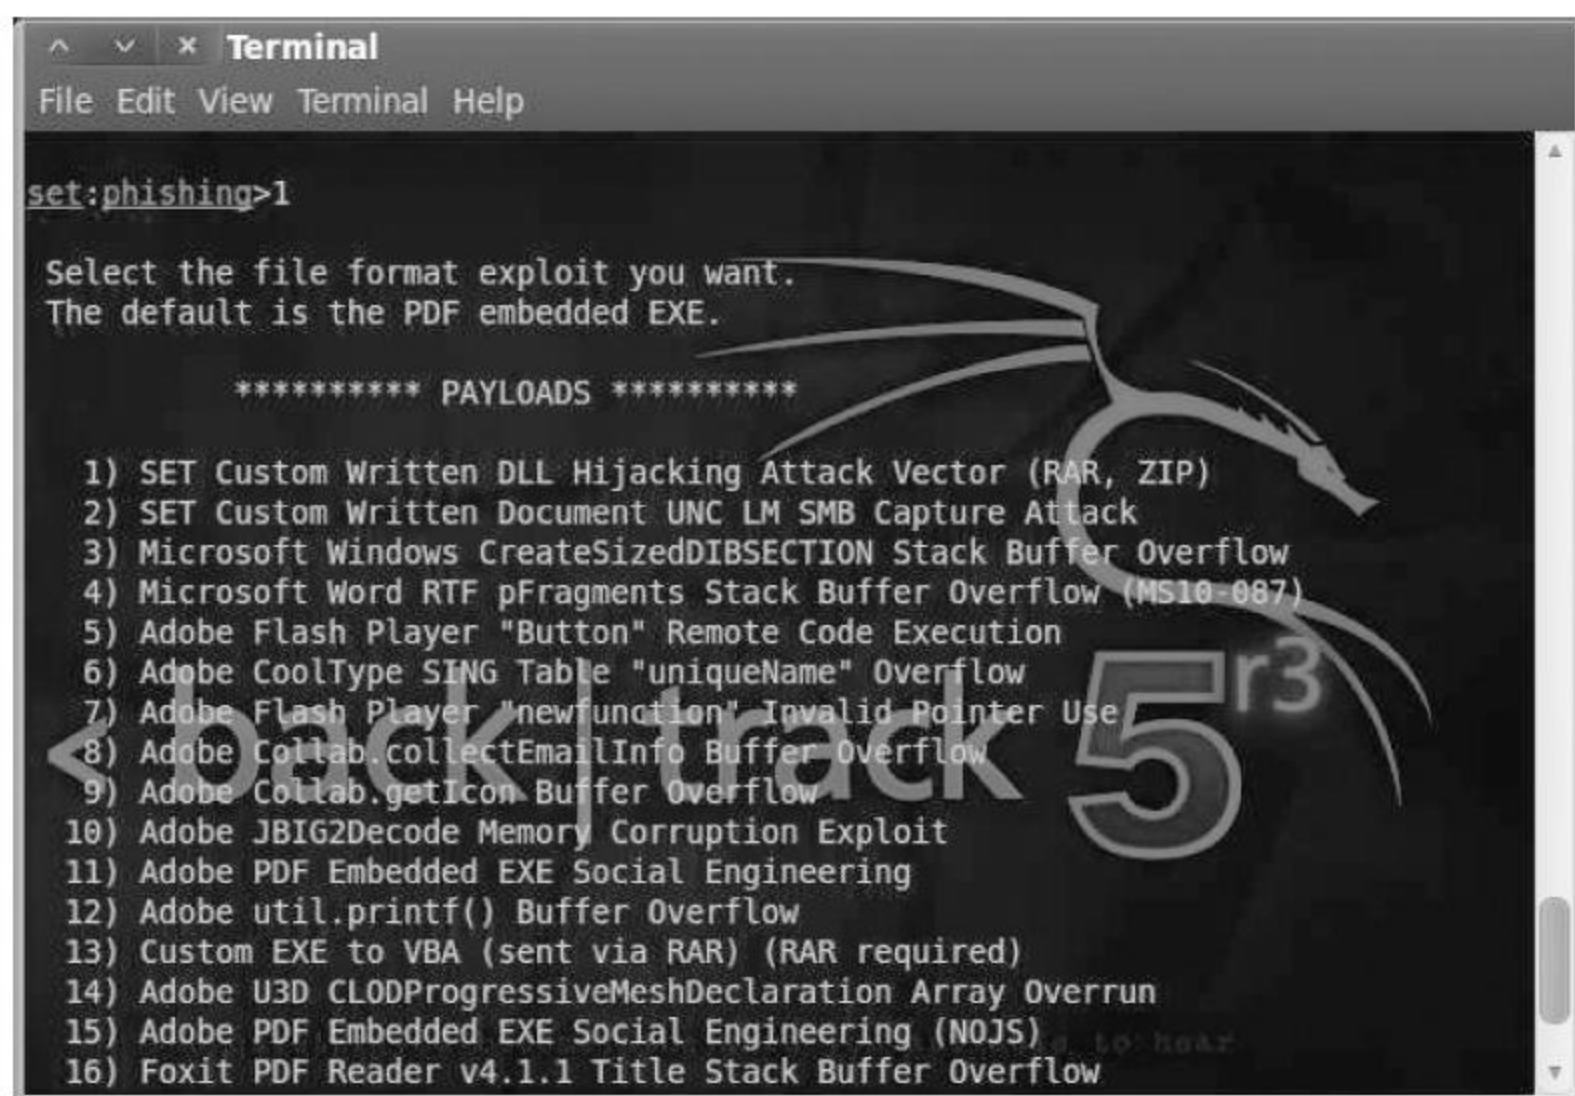 Terminal
File Edit View Terminal Help
set:phishing>1
Select the file format exploit you want.
The default is the PDF embedded EXE.
********** PAYLOADS **********
1) SET Custom Written DLL Hijacking Attack Vector (RAR, ZIP)
2) SET Custom Written Document UNC LM SMB Capture Attack
3) Microsoft Windows CreateSizedDIBSECTION Stack Buffer Overflow
4) Microsoft Word RTF pFragments Stack Buffer Overflow (MS10-087)
5) Adobe Flash Player "Button" Remote Code Execution
6) Adobe CoolType SING Table "uniqueName" Overflow
7) Adobe Flash Player "newfunction" Invalid Pointer Use
8) Adobe Collab.collectEmailInfo Buffer Overflow
9) Adobe Collab.getIcon Buffer Overflow
10) Adobe JBIG2Decode Memory Corruption Exploit
11) Adobe PDF Embedded EXE Social Engineering
12) Adobe util.printf() Buffer Overflow
13) Custom EXE to VBA (sent via RAR) (RAR required)
14) Adobe U3D CLODProgressiveMeshDeclaration Array Overrun
15) Adobe PDF Embedded EXE Social Engineering (NOJS)
16) Foxit PDF Reader v4.1.1 Title Stack Buffer Overflow
< back | track 5 r3
to hear